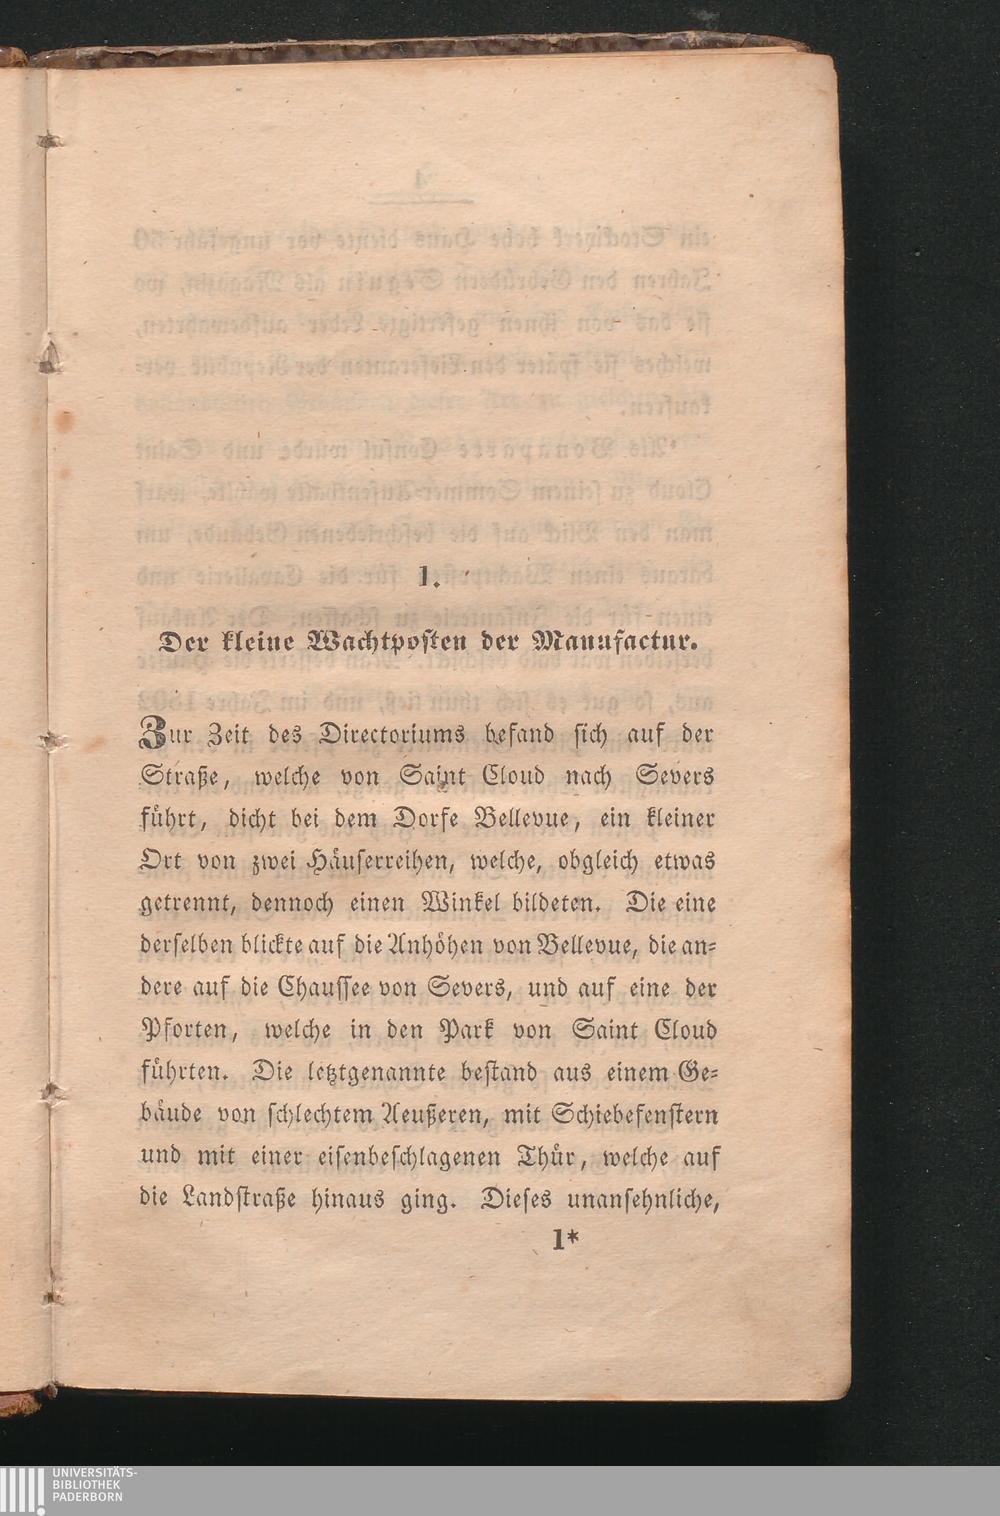 1.
Der kleine Wachtposten der Manufactur.
Zur Zeit des Directoriums befand sich auf der
Straße, welche von Saint Cloud nach Severs
führt, dicht bei dem Dorfe Bellevue, ein kleiner
Ort von zwei Häuserreihen, welche, obgleich etwas
getrennt, dennoch einen Winkel bildeten. Die eine
derselben blickte auf die Anhöhen von Bellevue, die an-
dere auf die Chaussee von Severs, und auf eine der
Pforten, welche in den Park von Saint Cloud
führten. Die letztgenannte bestand aus einem Ge-
bäude von schlechtem Aeußeren, mit Schiebefenstern
und mit einer eisenbeschlagenen Thür, welche auf
die Landstraße hinaus ging. Dieses unansehnliche,
1*
UNIVERSITÄTS-
BIBLIOTHEK
PADERBORN